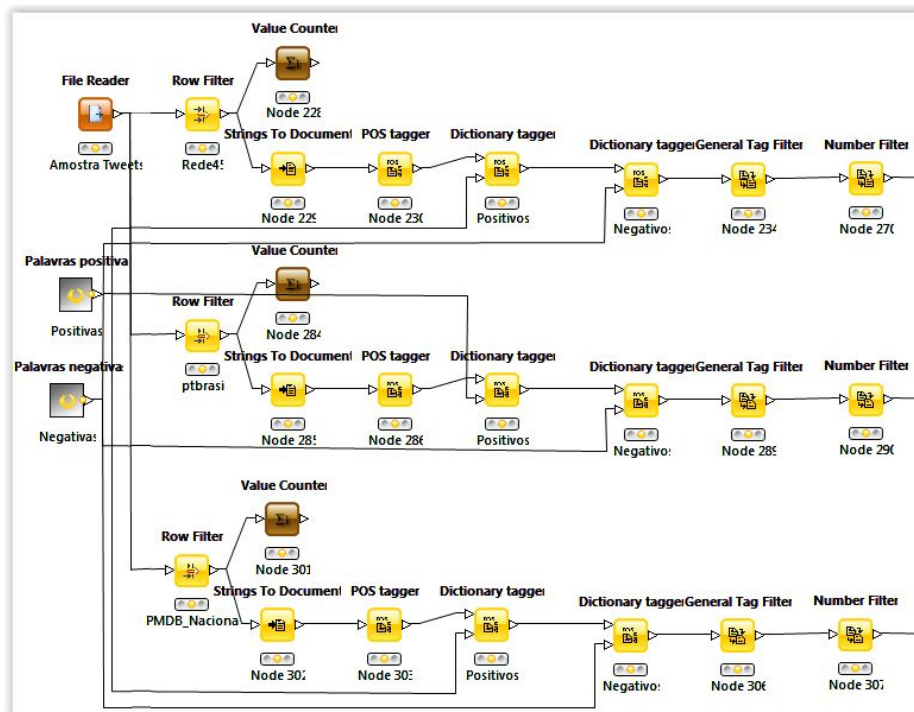 Value Counter
File Reader
Row Filter
Node 228
Amostra Tweets
Rede45
Strings To Document
POS tagger
Dictionary tagger
Dictionary tagger
General Tag Filter
Number Filter
Node 229
Node 230
Positivos
Negativos
Node 234
Node 270
Palavras positiva
Positivas
Value Counter
Row Filter
Node 284
ptbrasi
Strings To Document
POS tagger
Dictionary tagger
Dictionary tagger
General Tag Filter
Number Filter
Palavras negativa
Negativas
Node 285
Node 286
Positivos
Negativos
Node 289
Node 290
Value Counter
Row Filter
Node 301
PMDB_Naciona
Strings To Document
POS tagger
Dictionary tagger
Dictionary tagger
General Tag Filter
Number Filter
Node 302
Node 303
Positivos
Negativos
Node 306
Node 307